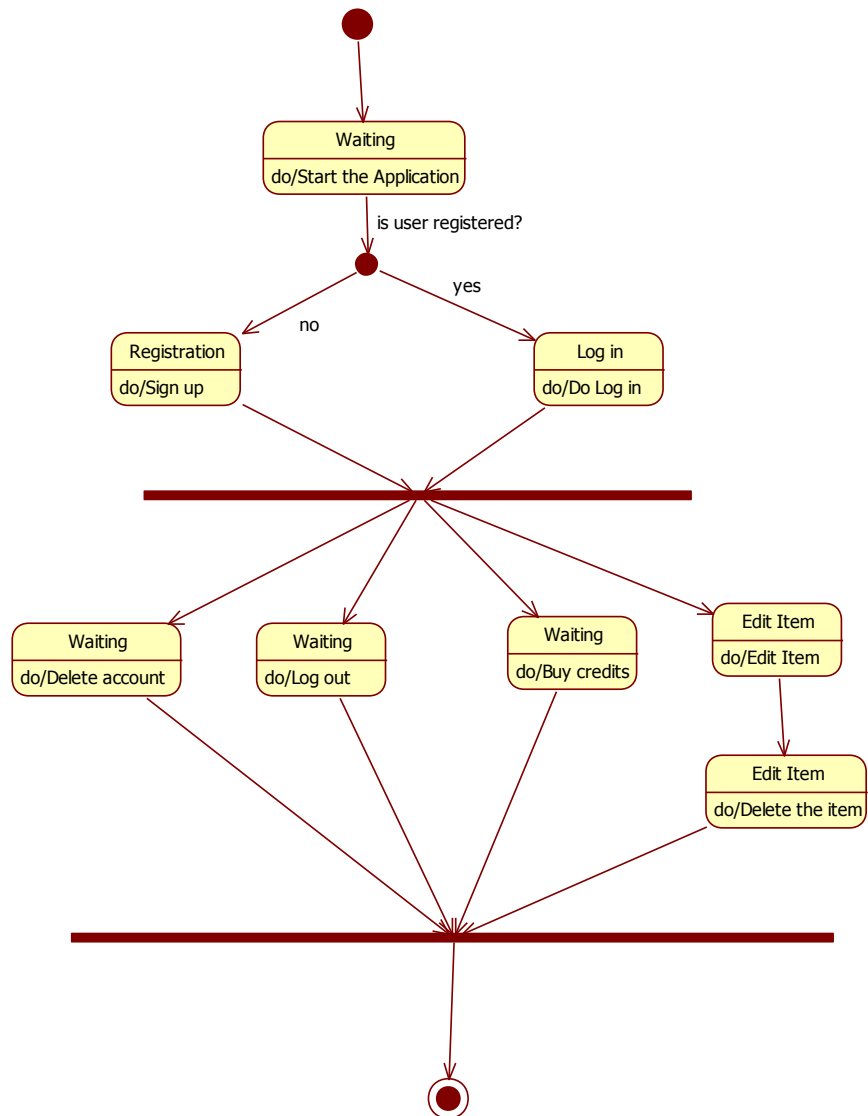 Waiting
do/Start the Application
is user registered?
yes
no
Registration
do/Sign up
Log in
do/Do Log in
Waiting
do/Delete account
Waiting
do/Log out
Waiting
do/Buy credits
Edit Item
do/Edit Item
Edit Item
do/Delete the item